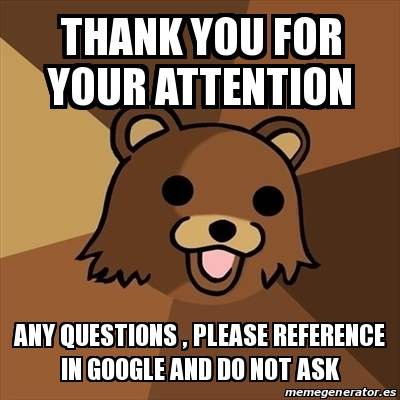 THANK YOU FOR
YOUR ATTENTION
ANY QUESTIONS , PLEASE REFERENCE
IN GOOGLE AND DO NOT ASK
memegenerator.es